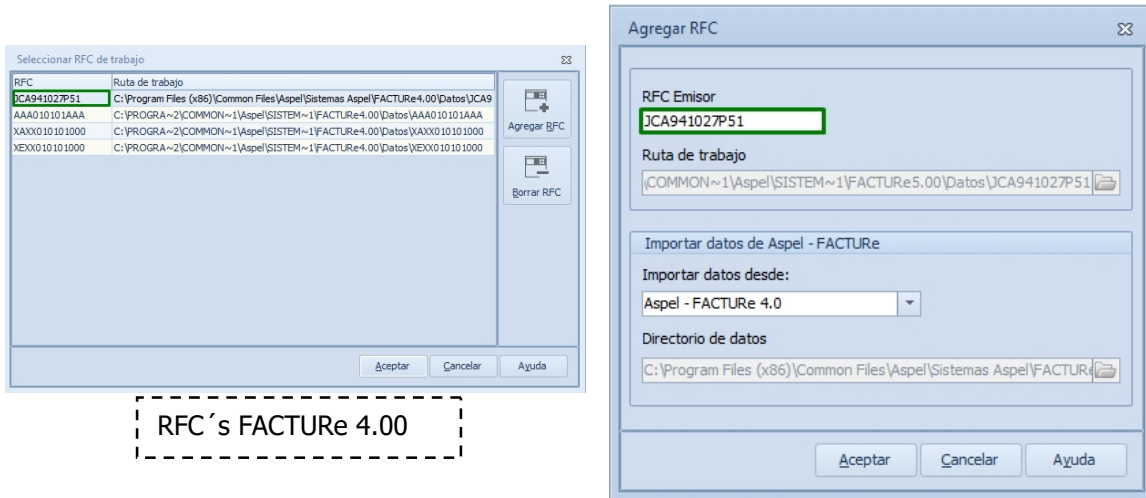 Seleccionar RFC de trabajo
RFC Ruta de trabajo
JCA941027P51 C:\Program Files (x86)\Common Files\Aspel\Sistemas Aspel\FACTURe4.00\Datos\JCA9
AAA010101AAA C:\PROGRA~2\COMMON~1\Aspel\SISTEM~1\FACTURe4.00\Datos\AAA010101AAA
XAXX010101000 C:\PROGRA~2\COMMON~1\Aspel\SISTEM~1\FACTURe4.00\Datos\XAXX010101000
XEXX010101000 C:\PROGRA~2\COMMON~1\Aspel\SISTEM~1\FACTURe4.00\Datos\XEXX010101000
Agregar RFC
Borrar RFC
Aceptar Cancelar Ayuda
RFC´s FACTURe 4.00
Agregar RFC
RFC Emisor
JCA941027P51
Ruta de trabajo
\COMMON~1\Aspel\SISTEM~1\FACTURe5.00\Datos\JCA941027P51
Importar datos de Aspel - FACTURe
Importar datos desde:
Aspel - FACTURe 4.0
Directorio de datos
C:\Program Files (x86)\Common Files\Aspel\Sistemas Aspel\FACTURe
Aceptar Cancelar Ayuda